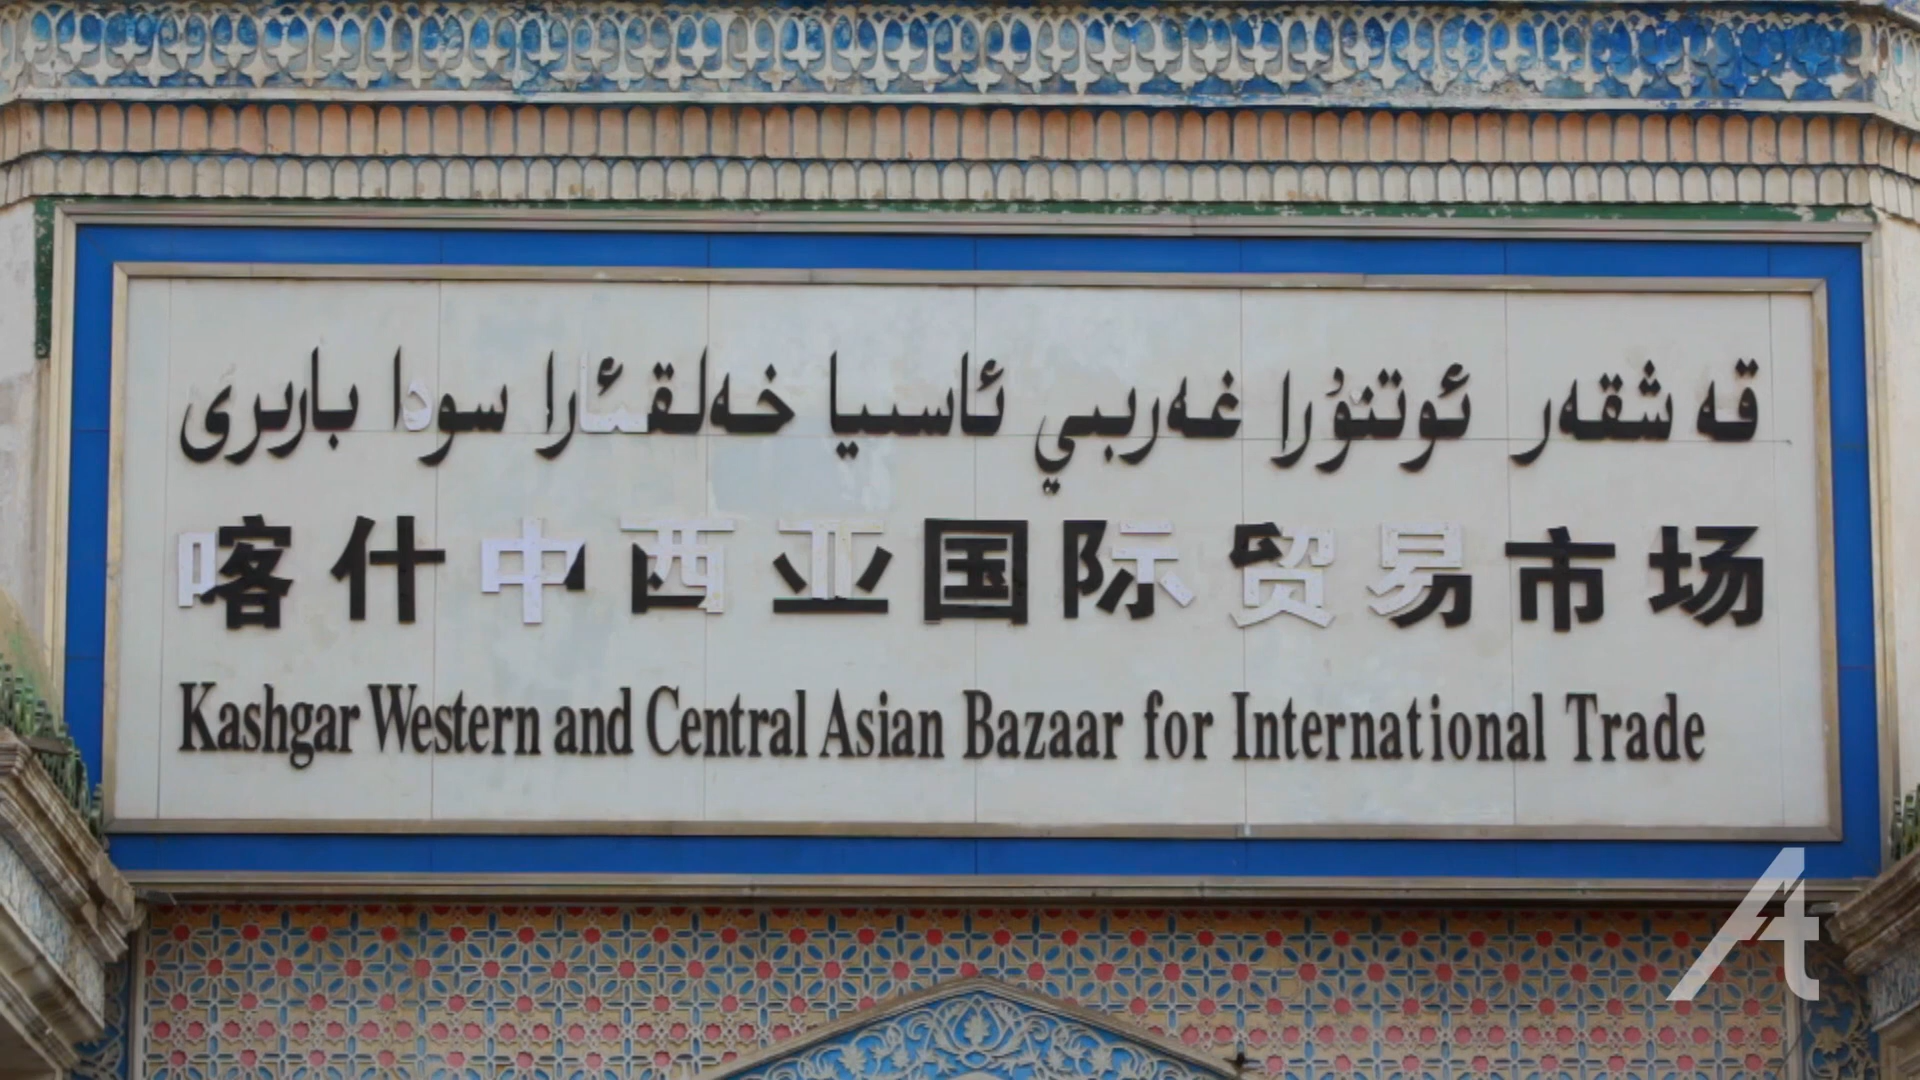 قەشقەر ئوتتۇرا غەربىي ئاسىيا خەلقئارا سودا بازىرى
喀什中西亚国际贸易市场
Kashgar Western and Central Asian Bazaar for International Trade
At